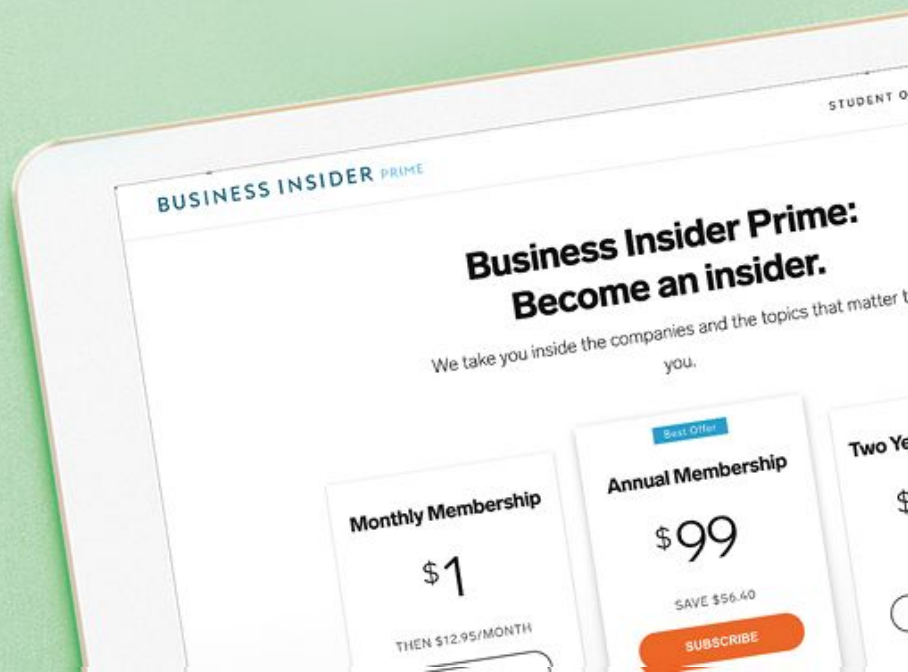 STUDENT O
BUSINESS INSIDER PRIME
Business Insider Prime:
Become an insider.
We take you inside the companies and the topics that matter t
you.
Best Offer
Monthly Membership
$1
THEN $12.95/MONTH
Annual Membership
$99
SAVE $56.40
SUBSCRIBE
Two Ye
$